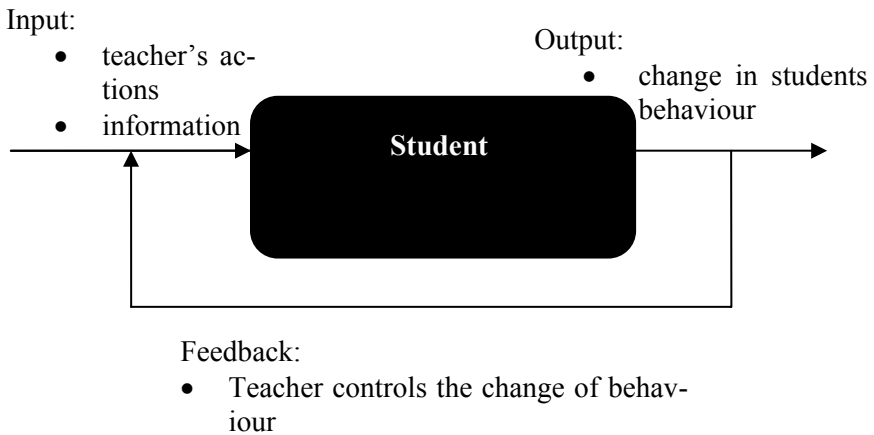 Input:
• teacher’s ac-
tions
• information
Output:
• change in students
behaviour
Student
Feedback:
• Teacher controls the change of behav-
iour